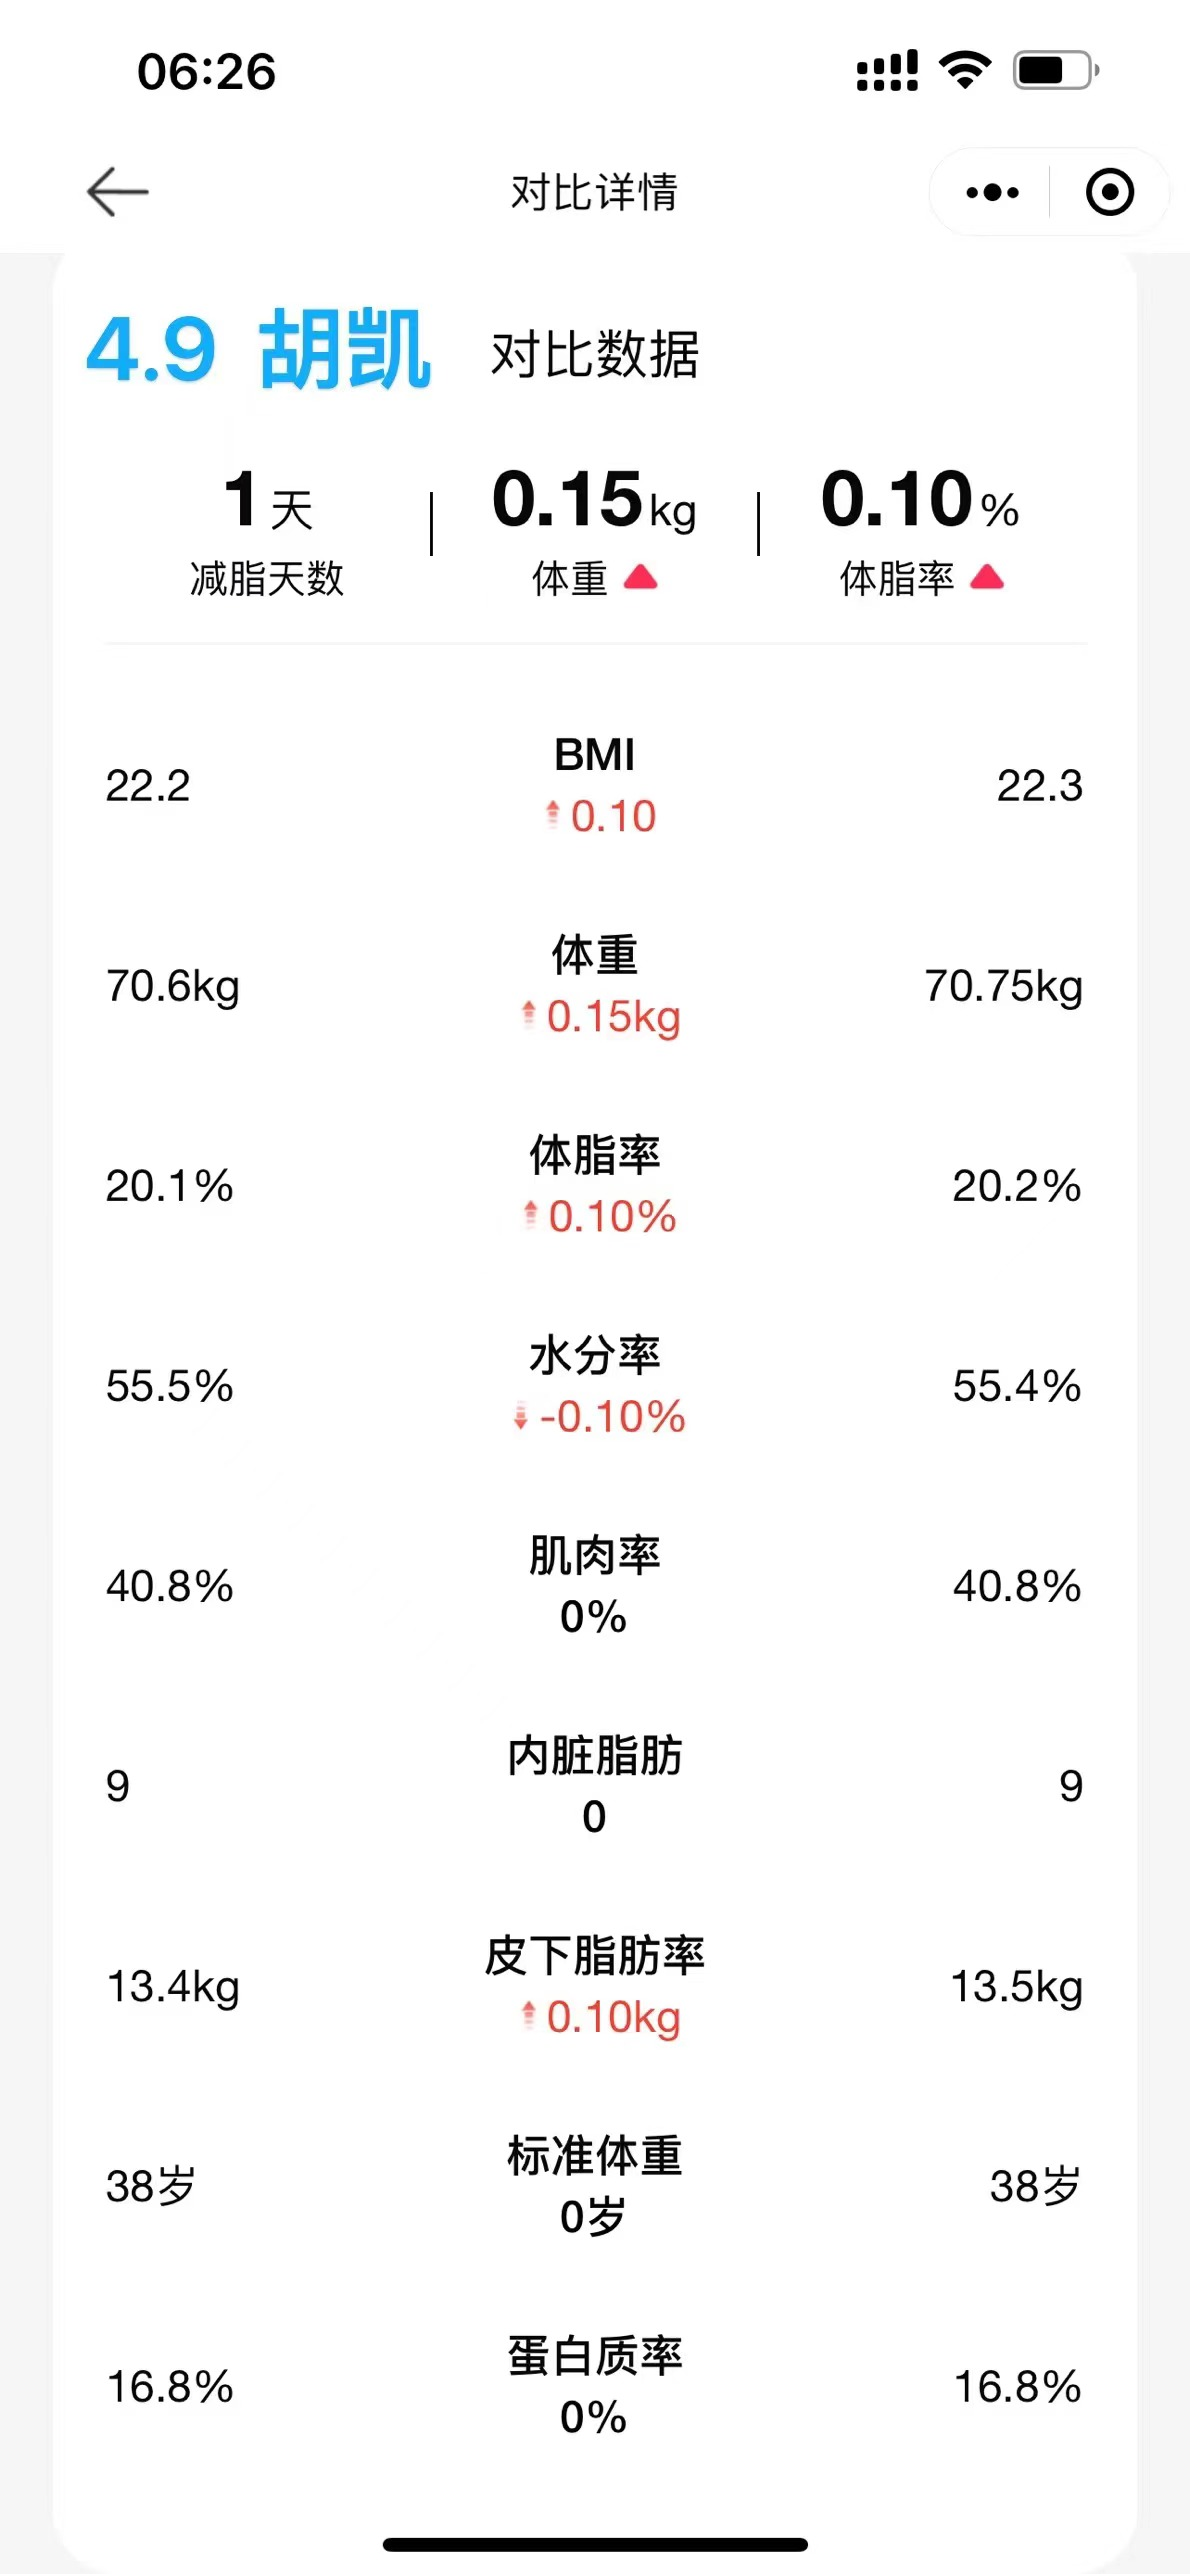 06:26
对比详情
4.9 胡凯 对比数据
1天 0.15kg 0.10%
减脂天数 体重 体脂率
BMI
22.2 22.3
0.10
体重
70.6kg 70.75kg
0.15kg
体脂率
20.1% 20.2%
0.10%
水分率
55.5% 55.4%
-0.10%
肌肉率
40.8% 40.8%
0%
内脏脂肪
9 9
0
皮下脂肪率
13.4kg 13.5kg
0.10kg
标准体重
38岁 38岁
0岁
蛋白质率
16.8% 16.8%
0%